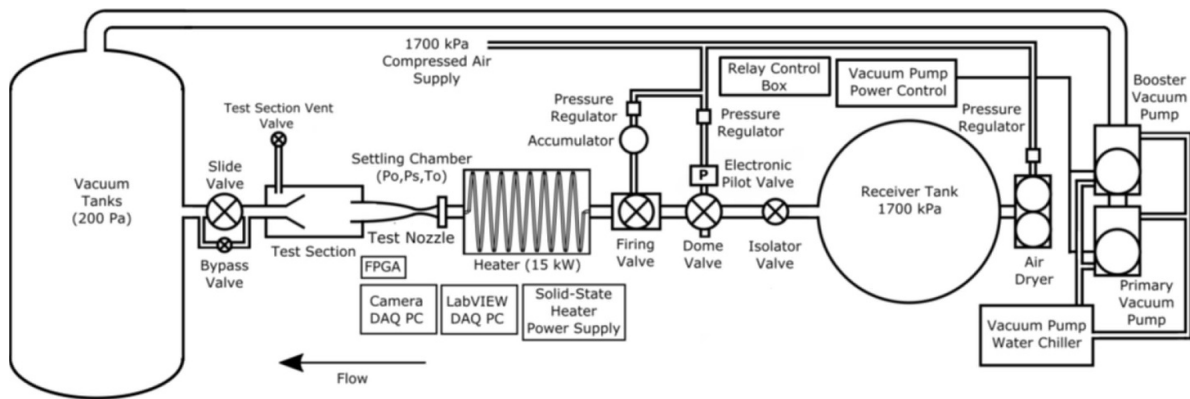 1700 kPa
Compressed Air
Supply
Relay Control
Box
Vacuum Pump
Power Control
Booster
Vacuum
Pump
Test Section Vent
Valve
Pressure
Regulator
Accumulator
Pressure
Regulator
Pressure
Regulator
Slide
Valve
Settling Chamber
(Po,Ps,To)
P
Electronic
Pilot Valve
Vacuum
Tanks
(200 Pa)
Receiver Tank
1700 kPa
Test Nozzle
Bypass
Valve
Test Section
Heater (15 kW)
Firing
Valve
Dome
Valve
Isolator
Valve
Air
Dryer
Primary
Vacuum
Pump
FPGA
Camera
DAQ PC
LabVIEW
DAQ PC
Solid-State
Heater
Power Supply
Vacuum Pump
Water Chiller
Flow